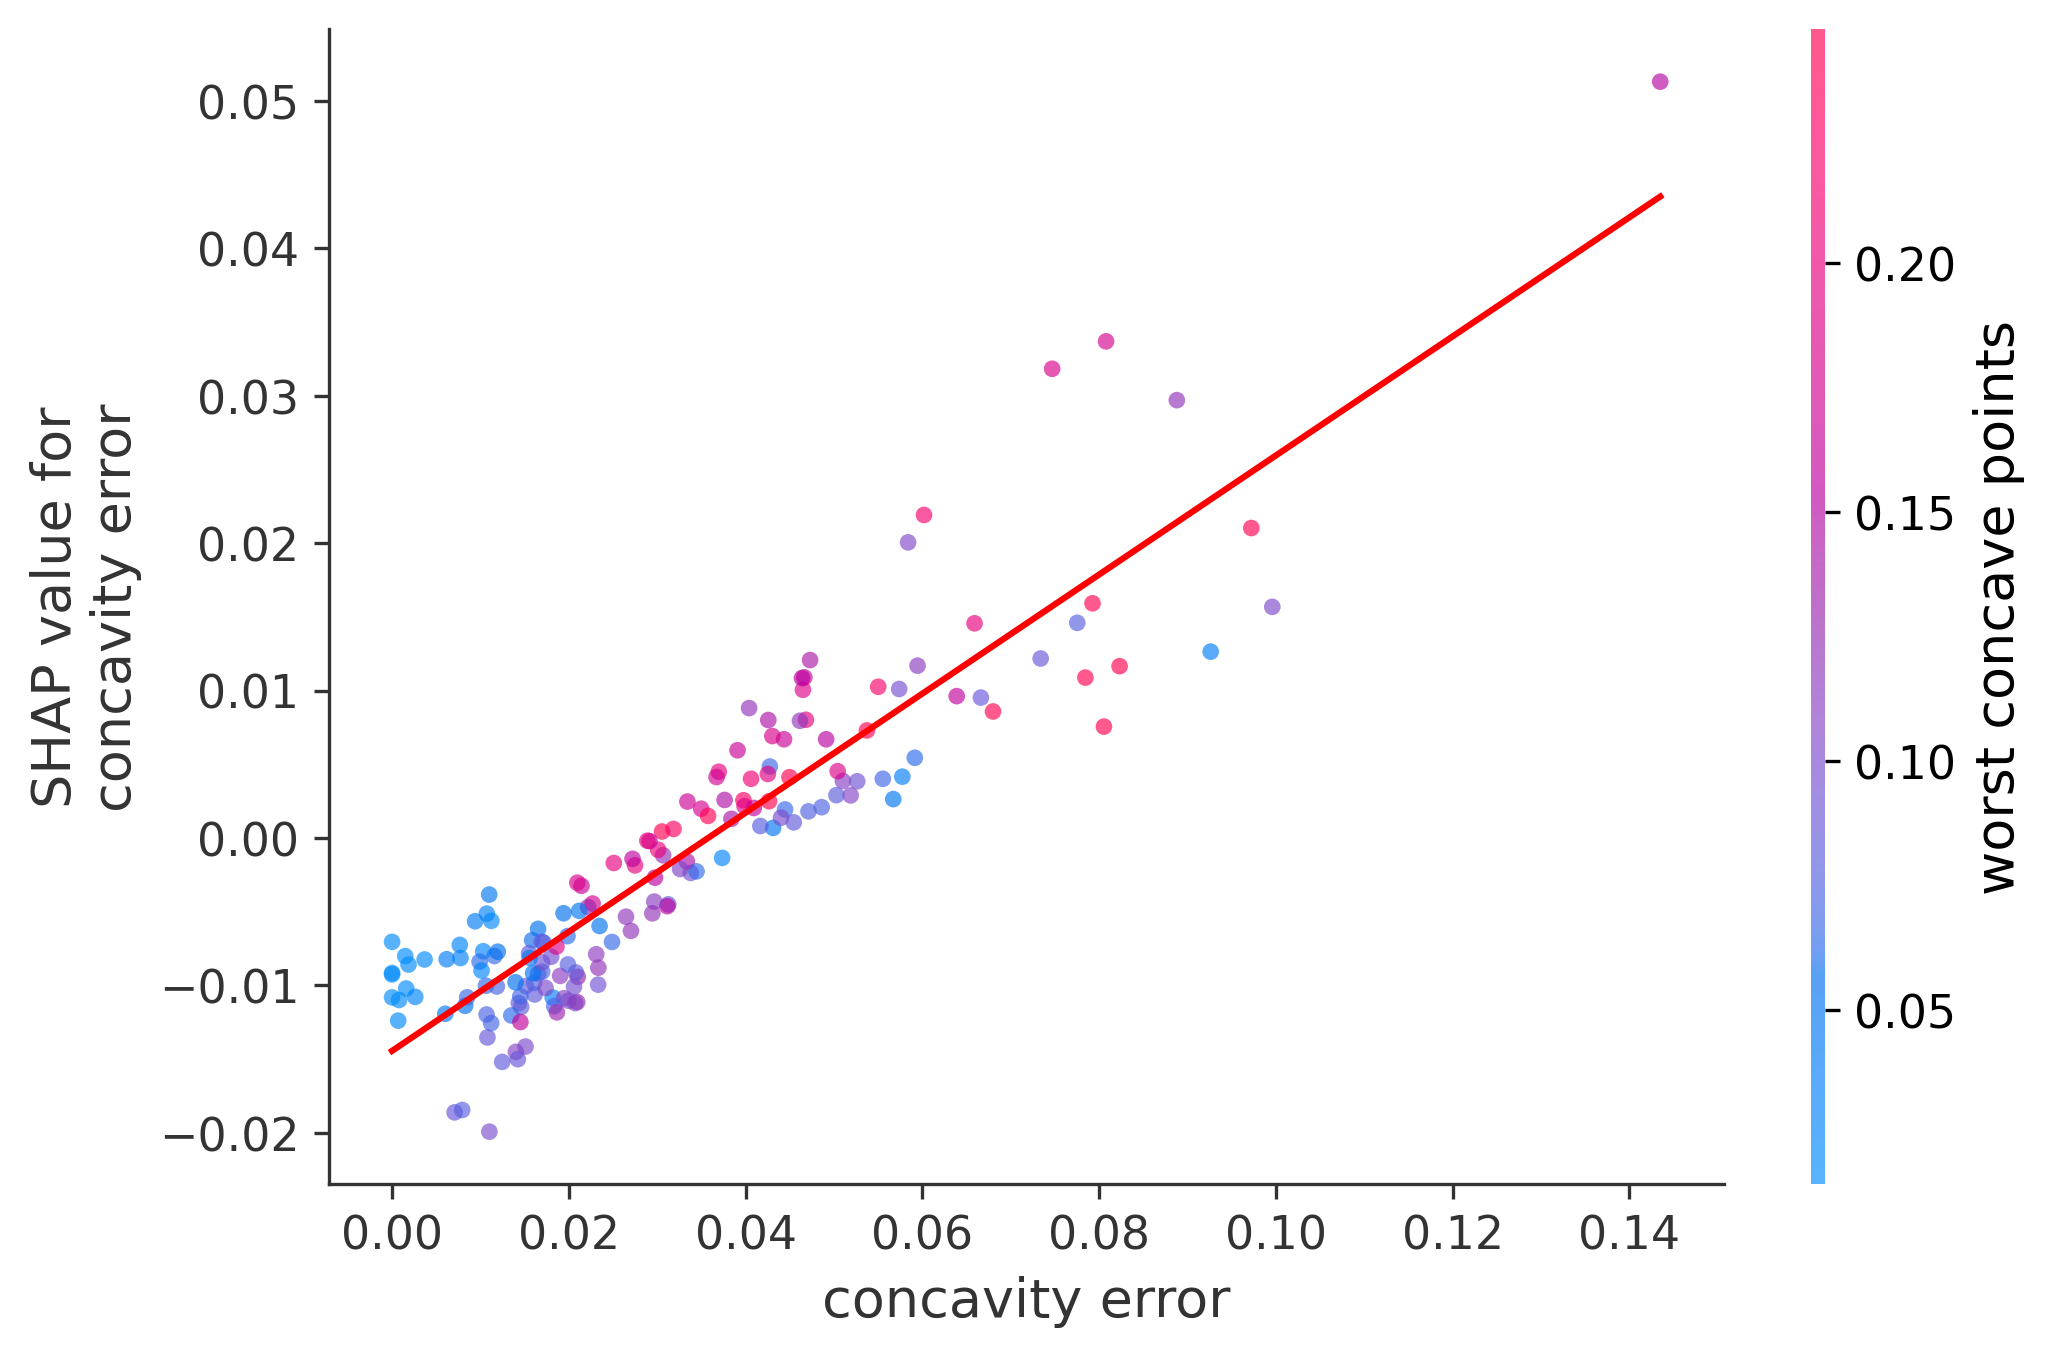 SHAP value for
concavity error
0.05
0.04
0.03
0.02
0.01
0.00
−0.01
−0.02
0.00 0.02 0.04 0.06 0.08 0.10 0.12 0.14
concavity error
0.20
0.15
0.10
0.05
worst concave points